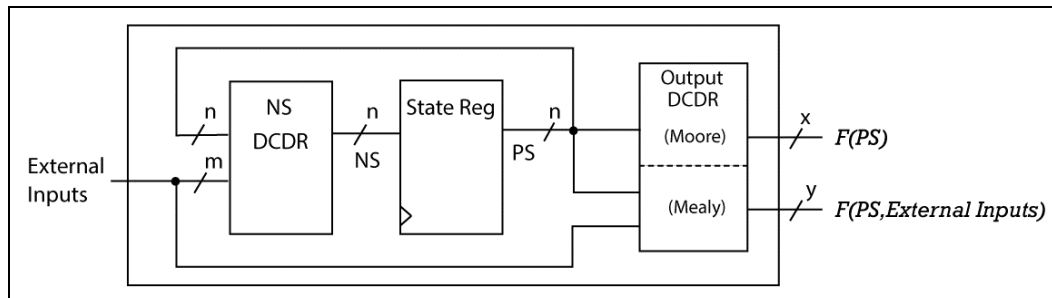 External
Inputs
n
m
NS
DCDR
n
NS
State Reg
n
PS
Output
DCDR
(Moore)
(Mealy)
x
F(PS)
y
F(PS,External Inputs)